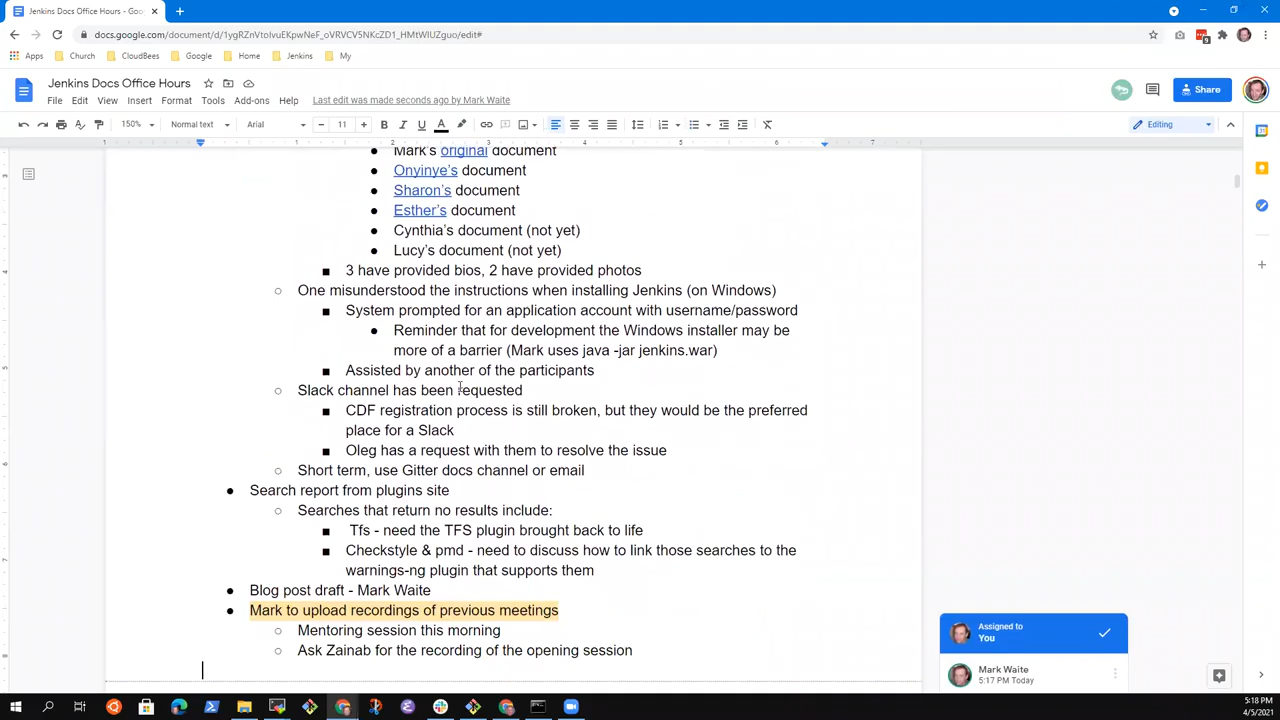 Jenkins Docs Office Hours - Goo
docs.google.com/document/d/1ygRZnVtoIvuEKpwNeF_oVRVCV5NKcZD1_HMtWIUZguo/edit#
Apps Church CloudBees Google Home Jenkins My
Jenkins Docs Office Hours
File Edit View Insert Format Tools Add-ons Help Last edit was made seconds ago by Mark Waite
Share
150% Normal text Arial 11 Editing
1 1 2 3 4 5 6 7
Mark's original document
Onyinye's document
Sharon's document
Esther's document
Cynthia's document (not yet)
Lucy's document (not yet)
3 have provided bios, 2 have provided photos
One misunderstood the instructions when installing Jenkins (on Windows)
System prompted for an application account with username/password
Reminder that for development the Windows installer may be
more of a barrier (Mark uses java -jar jenkins.war)
Assisted by another of the participants
Slack channel has been requested
CDF registration process is still broken, but they would be the preferred
place for a Slack
Oleg has a request with them to resolve the issue
Short term, use Gitter docs channel or email
Search report from plugins site
Searches that return no results include:
Tfs - need the TFS plugin brought back to life
Checkstyle & pmd - need to discuss how to link those searches to the
warnings-ng plugin that supports them
Blog post draft - Mark Waite
Mark to upload recordings of previous meetings
Mentoring session this morning
Ask Zainab for the recording of the opening session
Assigned to
You
Mark Waite
5:17 PM Today
5:18 PM
4/5/2021